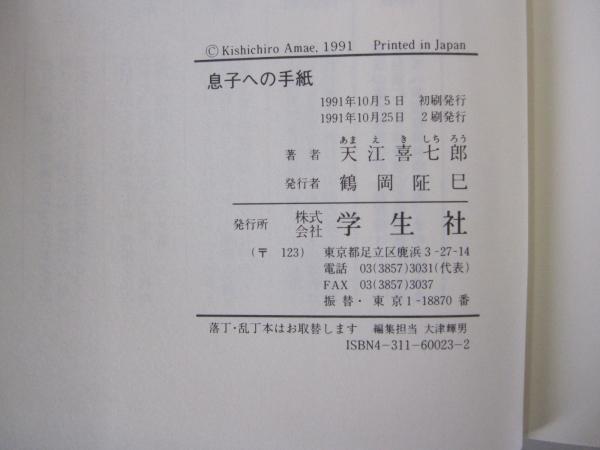 © Kishichiro Amae, 1991 Printed in Japan
息子への手紙
1991年10月5日 初刷発行
1991年10月25日 2刷発行
あま え き しち ろう
著者 天江喜七郎
発行者 鶴岡阷巳
発行所 株式会社 学生社
(〒 123) 東京都足立区鹿浜3-27-14
電話 03(3857)3031(代表)
FAX 03(3857)3037
振替・東京1-18870番
落丁・乱丁本はお取替します 編集担当 大津輝男
ISBN4-311-60023-2